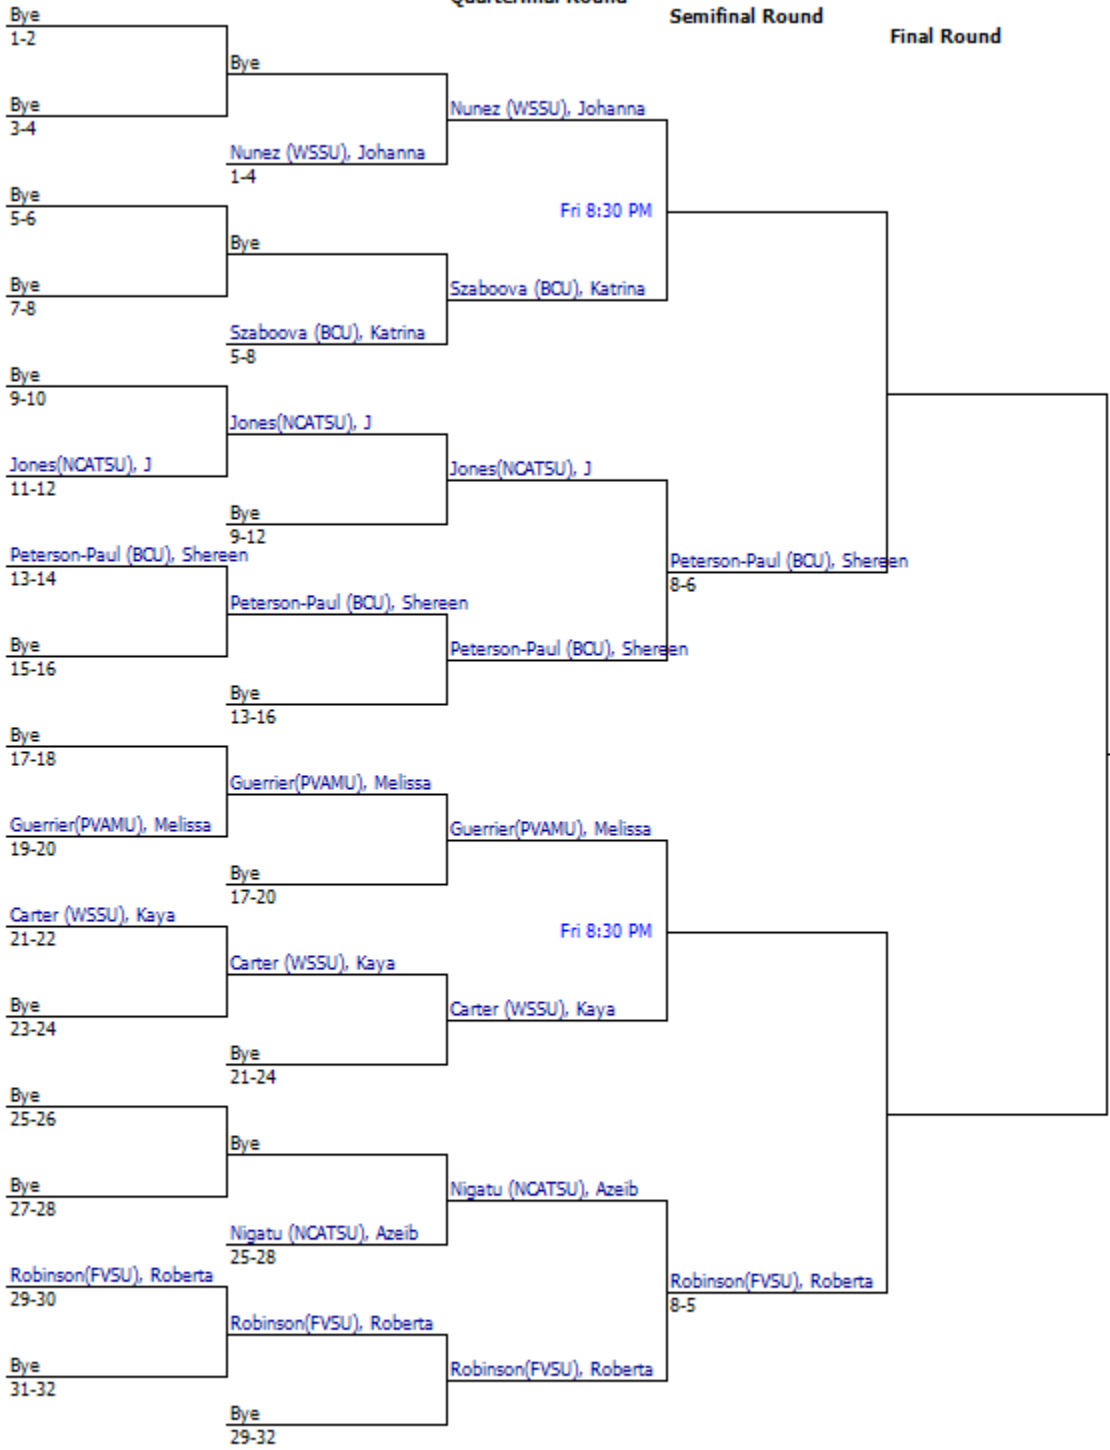 Quarterfinal Round
Semifinal Round
Final Round
Bye
1-2
Bye
3-4
Bye
5-6
Bye
7-8
Bye
9-10
Jones(NCATSU), J
11-12
Peterson-Paul (BCU), Shereen
13-14
Bye
15-16
Bye
17-18
Guerrier(PVAMU), Melissa
19-20
Carter (WSSU), Kaya
21-22
Bye
23-24
Bye
25-26
Bye
27-28
Robinson(FVSU), Roberta
29-30
Bye
31-32
Bye
Nunez (WSSU), Johanna
1-4
Bye
Szaboova (BCU), Katrina
5-8
Jones(NCATSU), J
Bye
9-12
Peterson-Paul (BCU), Shereen
Bye
13-16
Guerrier(PVAMU), Melissa
Bye
17-20
Carter (WSSU), Kaya
Bye
21-24
Bye
Nigatu (NCATSU), Azeib
25-28
Robinson(FVSU), Roberta
Bye
29-32
Nunez (WSSU), Johanna
Fri 8:30 PM
Szaboova (BCU), Katrina
Jones(NCATSU), J
Peterson-Paul (BCU), Shereen
Guerrier(PVAMU), Melissa
Fri 8:30 PM
Carter (WSSU), Kaya
Nigatu (NCATSU), Azeib
Robinson(FVSU), Roberta
Peterson-Paul (BCU), Shereen
8-6
Robinson(FVSU), Roberta
8-5